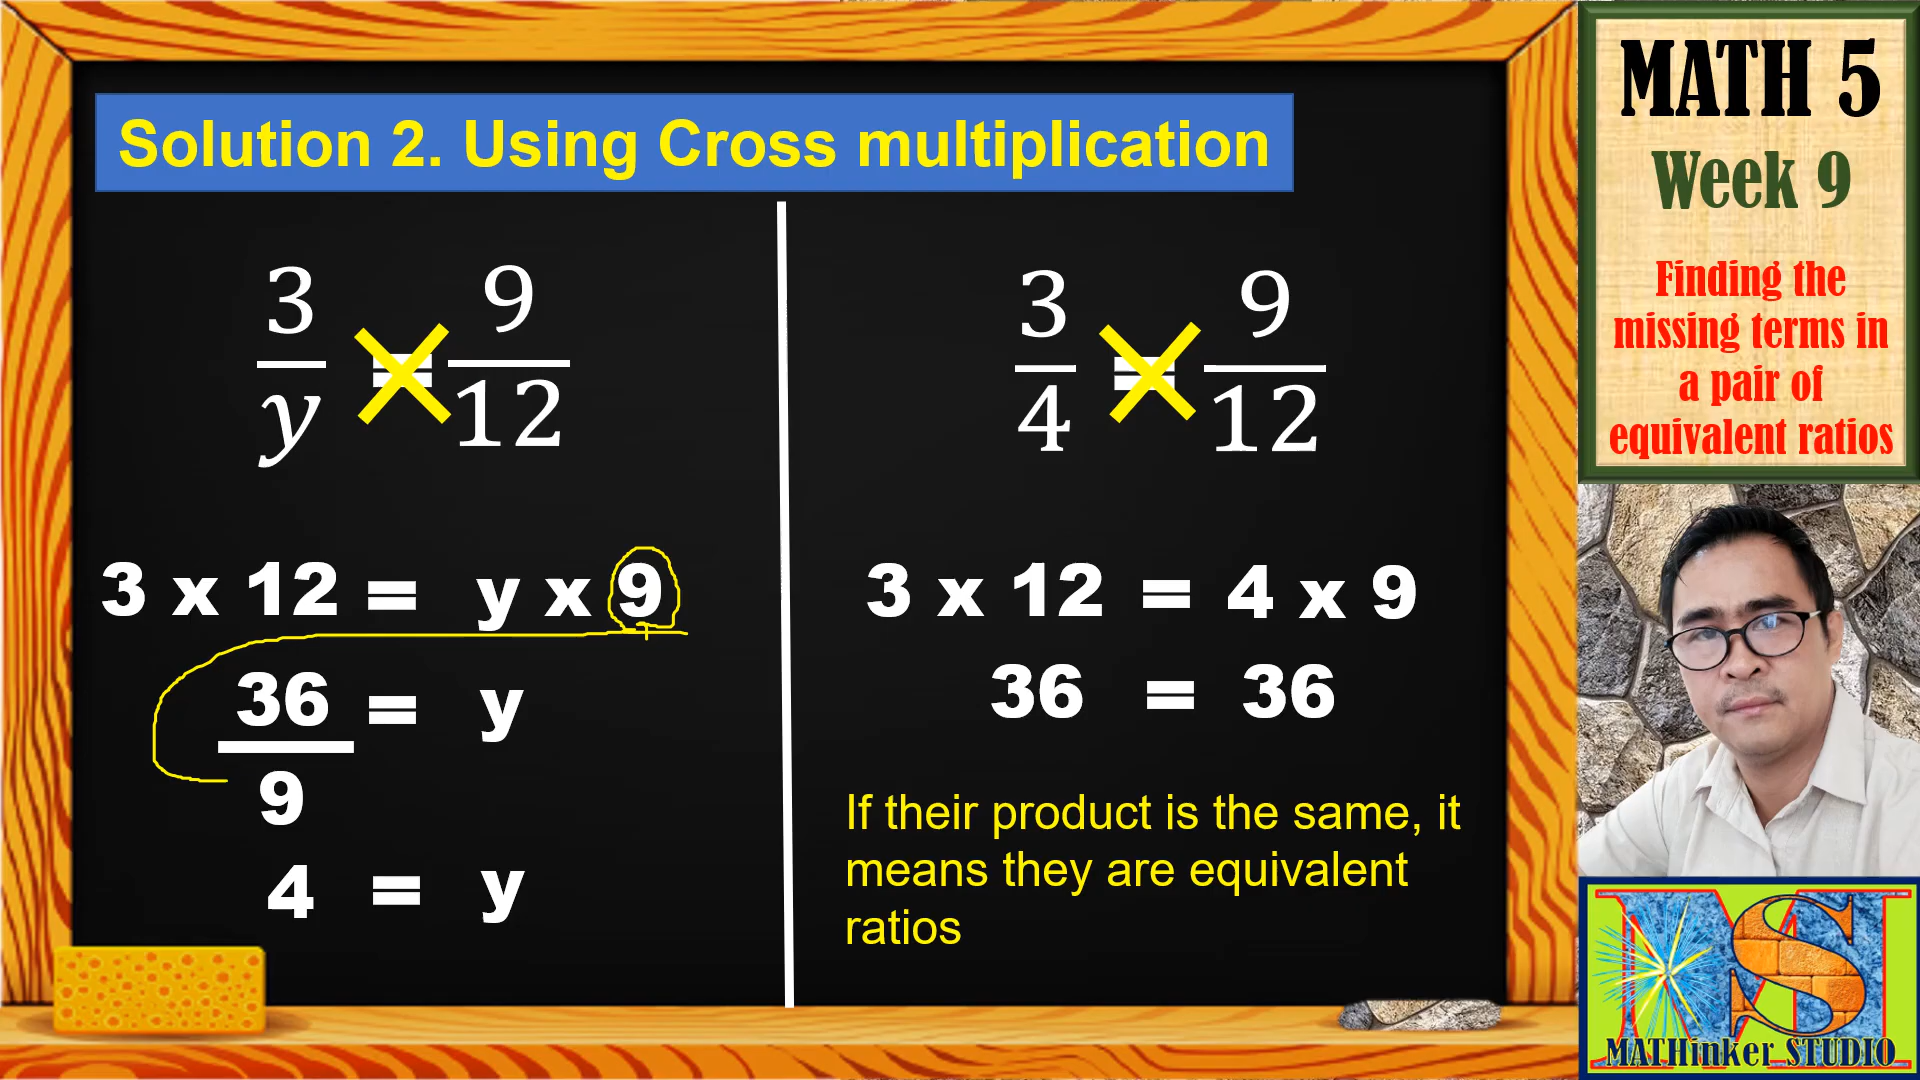 Solution 2. Using Cross multiplication
3/y = 9/12
3 x 12 = y x 9
36/9 = y
4 = y
3/4 = 9/12
3 x 12 = 4 x 9
36 = 36
If their product is the same, it
means they are equivalent
ratios
MATH 5
Week 9
Finding the
missing terms in
a pair of
equivalent ratios
MS
MATHinker STUDIO